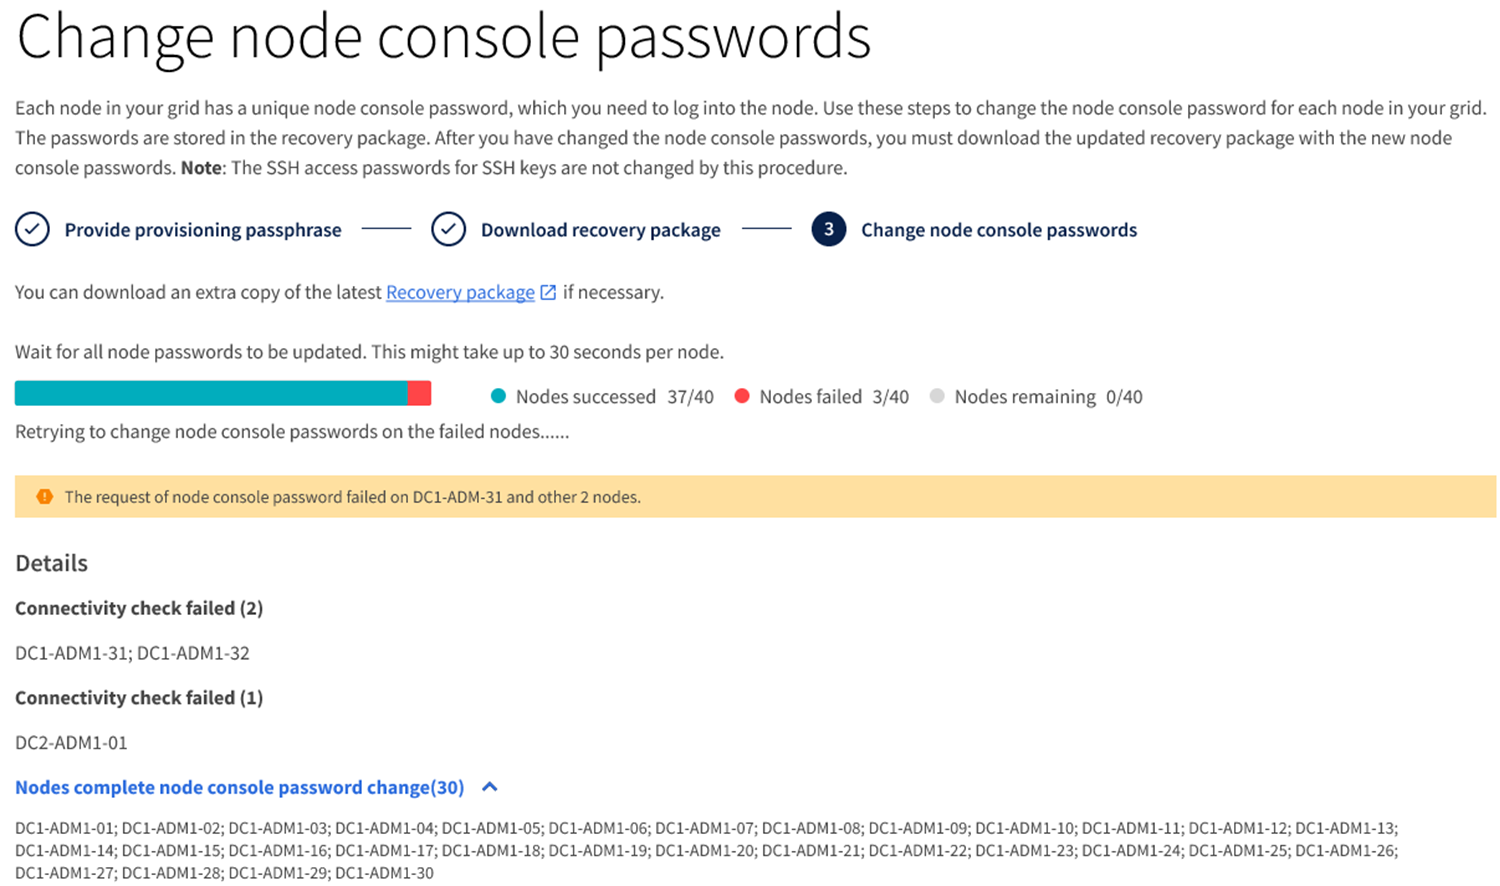 Change node console passwords
Each node in your grid has a unique node console password, which you need to log into the node. Use these steps to change the node console password for each node in your grid.
The passwords are stored in the recovery package. After you have changed the node console passwords, you must download the updated recovery package with the new node
console passwords. Note: The SSH access passwords for SSH keys are not changed by this procedure.
Provide provisioning passphrase Download recovery package 3 Change node console passwords
You can download an extra copy of the latest Recovery package if necessary.
Wait for all node passwords to be updated. This might take up to 30 seconds per node.
Nodes successed 37/40 Nodes failed 3/40 Nodes remaining 0/40
Retrying to change node console passwords on the failed nodes......
The request of node console password failed on DC1-ADM-31 and other 2 nodes.
Details
Connectivity check failed (2)
DC1-ADM1-31; DC1-ADM1-32
Connectivity check failed (1)
DC2-ADM1-01
Nodes complete node console password change(30)
DC1-ADM1-01; DC1-ADM1-02; DC1-ADM1-03; DC1-ADM1-04; DC1-ADM1-05; DC1-ADM1-06; DC1-ADM1-07; DC1-ADM1-08; DC1-ADM1-09; DC1-ADM1-10; DC1-ADM1-11; DC1-ADM1-12; DC1-ADM1-13;
DC1-ADM1-14; DC1-ADM1-15; DC1-ADM1-16; DC1-ADM1-17; DC1-ADM1-18; DC1-ADM1-19; DC1-ADM1-20; DC1-ADM1-21; DC1-ADM1-22; DC1-ADM1-23; DC1-ADM1-24; DC1-ADM1-25; DC1-ADM1-26;
DC1-ADM1-27; DC1-ADM1-28; DC1-ADM1-29; DC1-ADM1-30